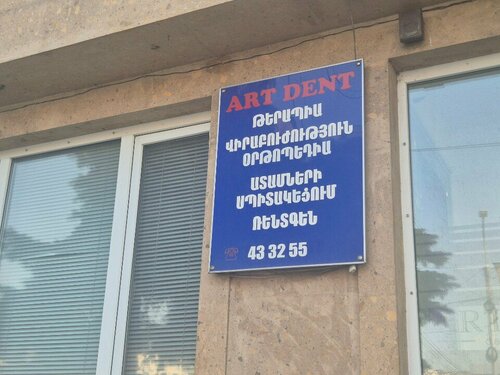 ART DENT
ԹԵՐԱՊԻԱ
ՎԻՐԱԲՈՒԺՈՒԹՅՈՒՆ
ՕՐԹՈՊԵԴԻԱ
ԱՏԱՄՆԵՐԻ
ՍՊԻՏԱԿԵՑՈՒՄ
ՌԵՆՏԳԵՆ
43 32 55